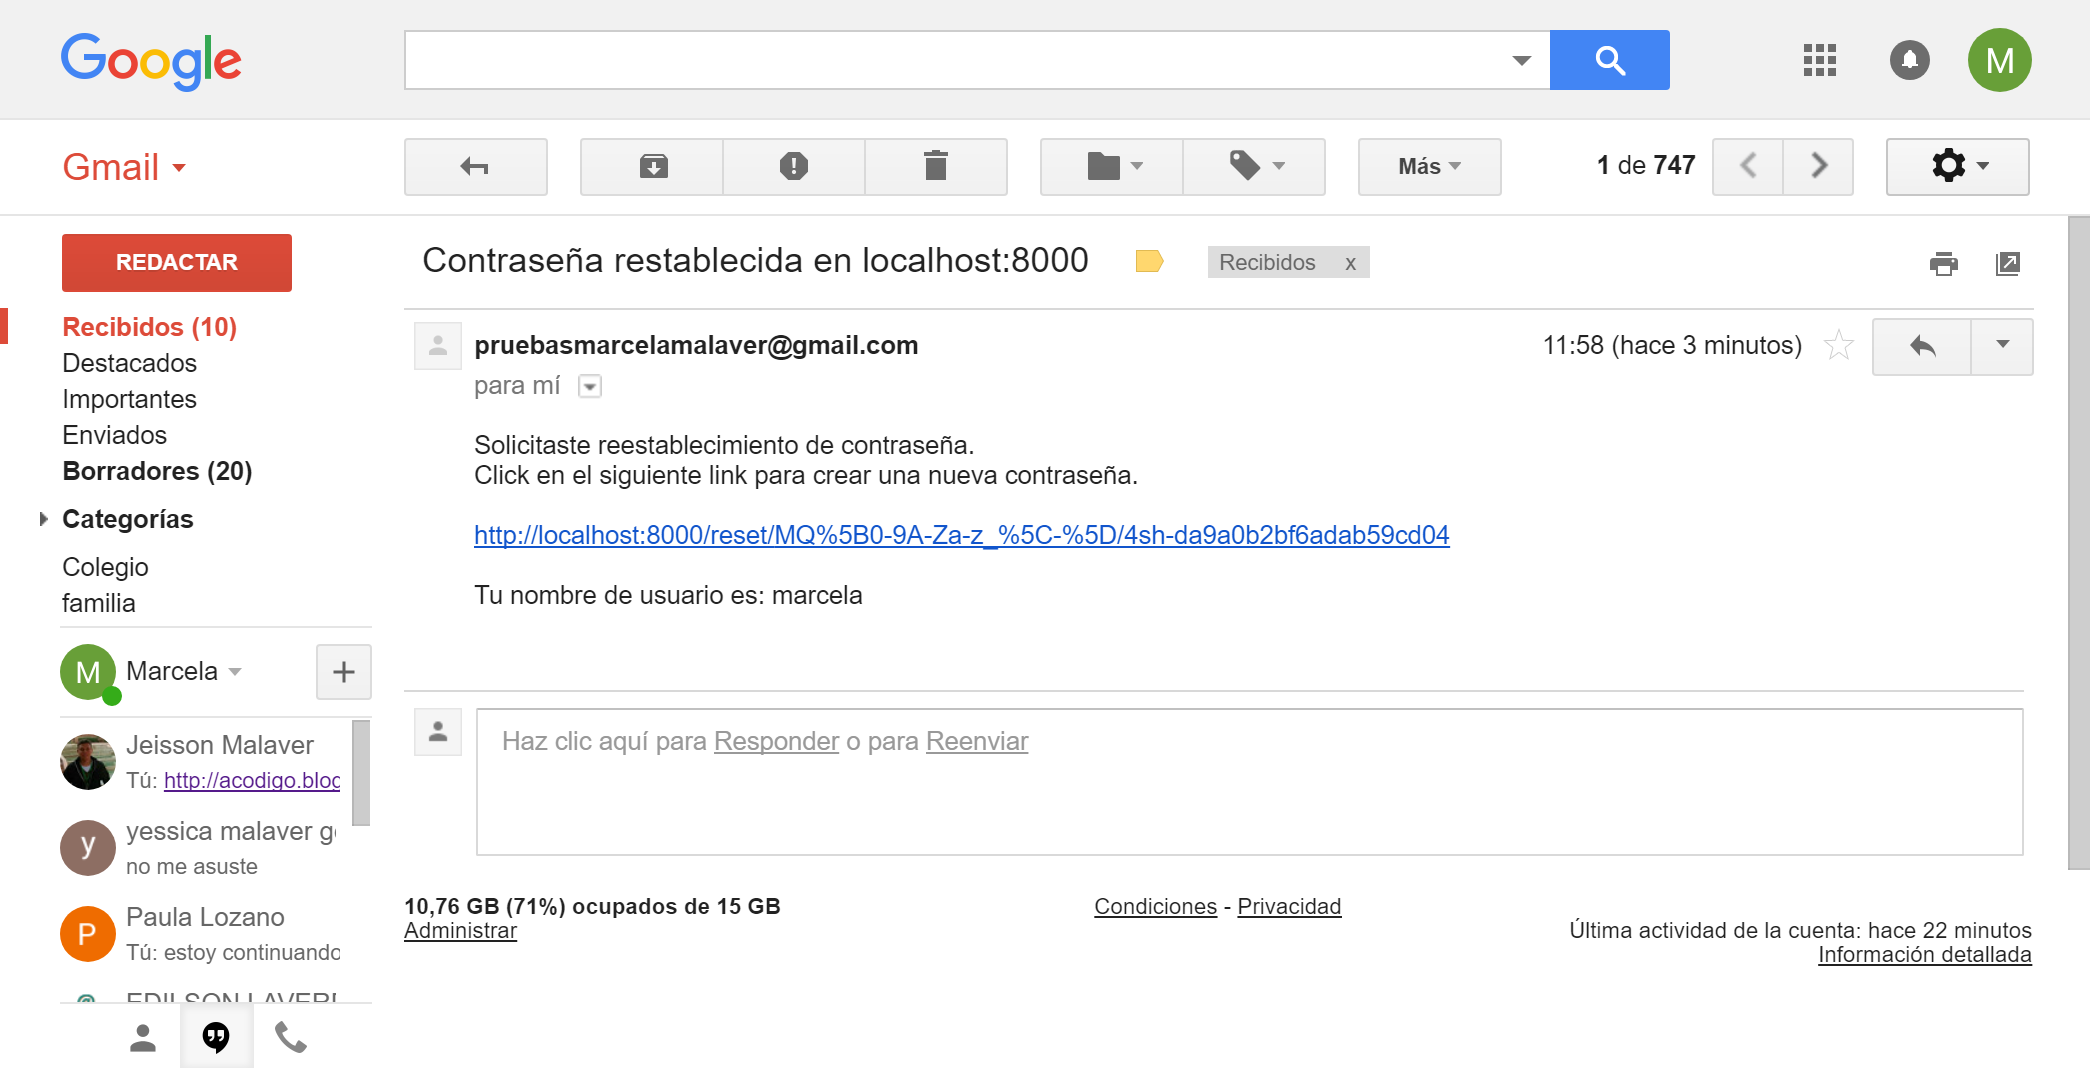 Google
M
Gmail
Más
1 de 747
REDACTAR
Recibidos (10)
Destacados
Importantes
Enviados
Borradores (20)
Categorías
Colegio
familia
M Marcela
Jeisson Malaver
Tú: http://acodigo.blog
yessica malaver g
y
no me asuste
Paula Lozano
P
Tú: estoy continuando
Contraseña restablecida en localhost:8000
Recibidos x
pruebasmarcelamalaver@gmail.com
11:58 (hace 3 minutos)
para mí
Solicitaste reestablecimiento de contraseña.
Click en el siguiente link para crear una nueva contraseña.
http://localhost:8000/reset/MQ%5B0-9A-Za-z_%5C-%5D/4sh-da9a0b2bf6adab59cd04
Tu nombre de usuario es: marcela
Haz clic aquí para Responder o para Reenviar
10,76 GB (71%) ocupados de 15 GB
Administrar
Condiciones - Privacidad
Última actividad de la cuenta: hace 22 minutos
Información detallada